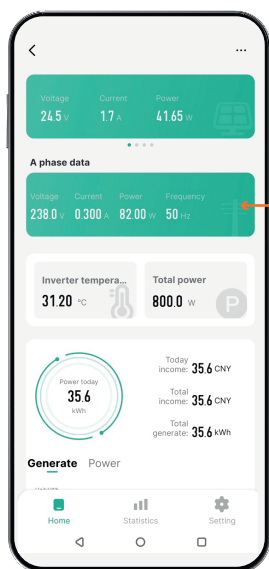 Voltage Current Power
24.5 V 1.7 A 41.65 W
A phase data
Voltage Current Power Frequency
238.0 V 0.300 A 82.00 W 50 Hz
Inverter tempera... Total power
31.20 °C 800.0 W
P
Power today
35.6
kWh
Today
income: 35.6 CNY
Total
income: 35.6 CNY
Total
generate: 35.6 kWh
Generate Power
Home Statistics Setting